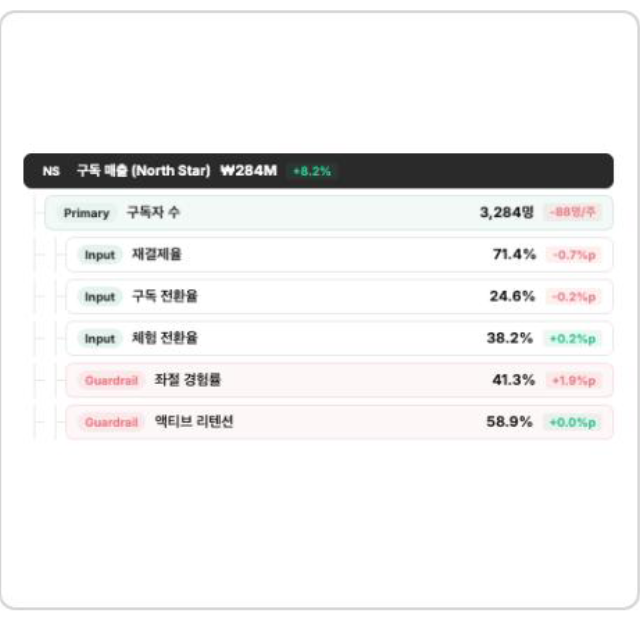 NS 구독 매출 (North Star) ₩284M +8.2%
Primary 구독자 수 3,284명 -88명/주
Input 재결제율 71.4% -0.7%p
Input 구독 전환율 24.6% -0.2%p
Input 체험 전환율 38.2% +0.2%p
Guardrail 좌절 경험률 41.3% +1.9%p
Guardrail 액티브 리텐션 58.9% +0.0%p